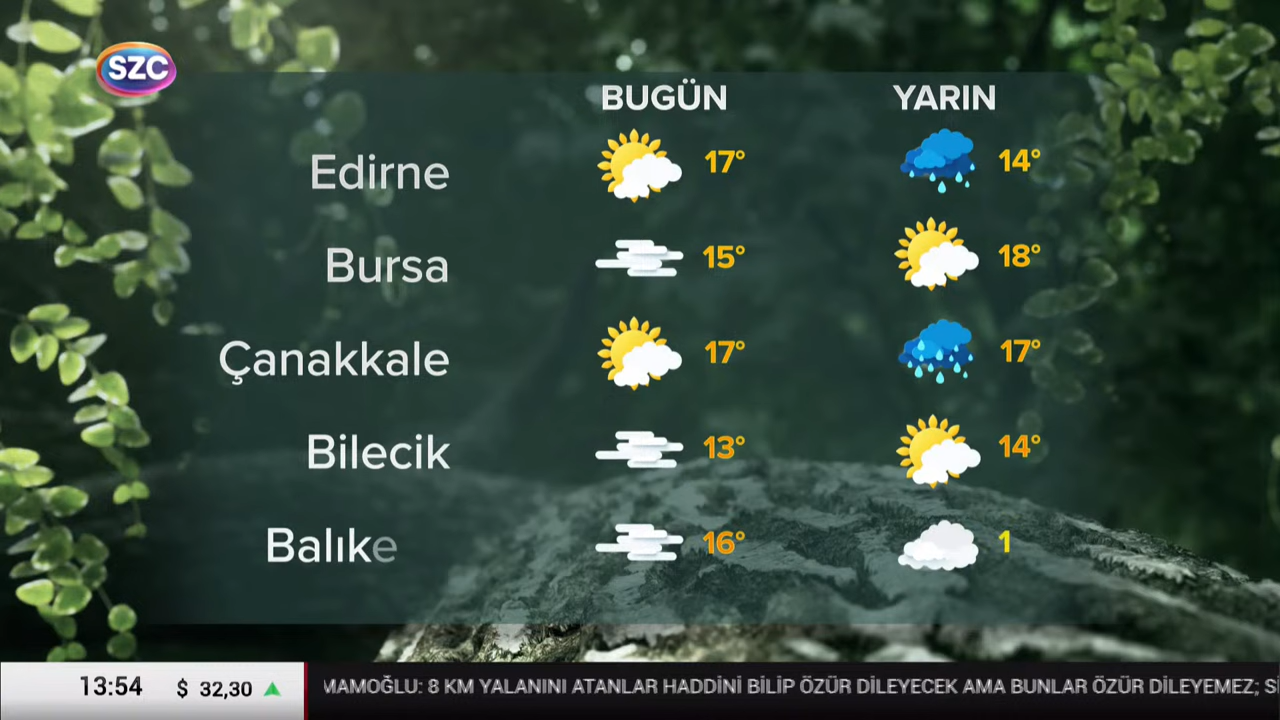 SZC
BUGÜN YARIN
Edirne 17° 14°
Bursa 15° 18°
Çanakkale 17° 17°
Bilecik 13° 14°
Balıke 16° 1
13:54 $ 32,30 MAMOĞLU: 8 KM YALANINI ATANLAR HADDİNİ BİLİP ÖZÜR DİLEYECEK AMA BUNLAR ÖZÜR DİLEYEMEZ; Sİ